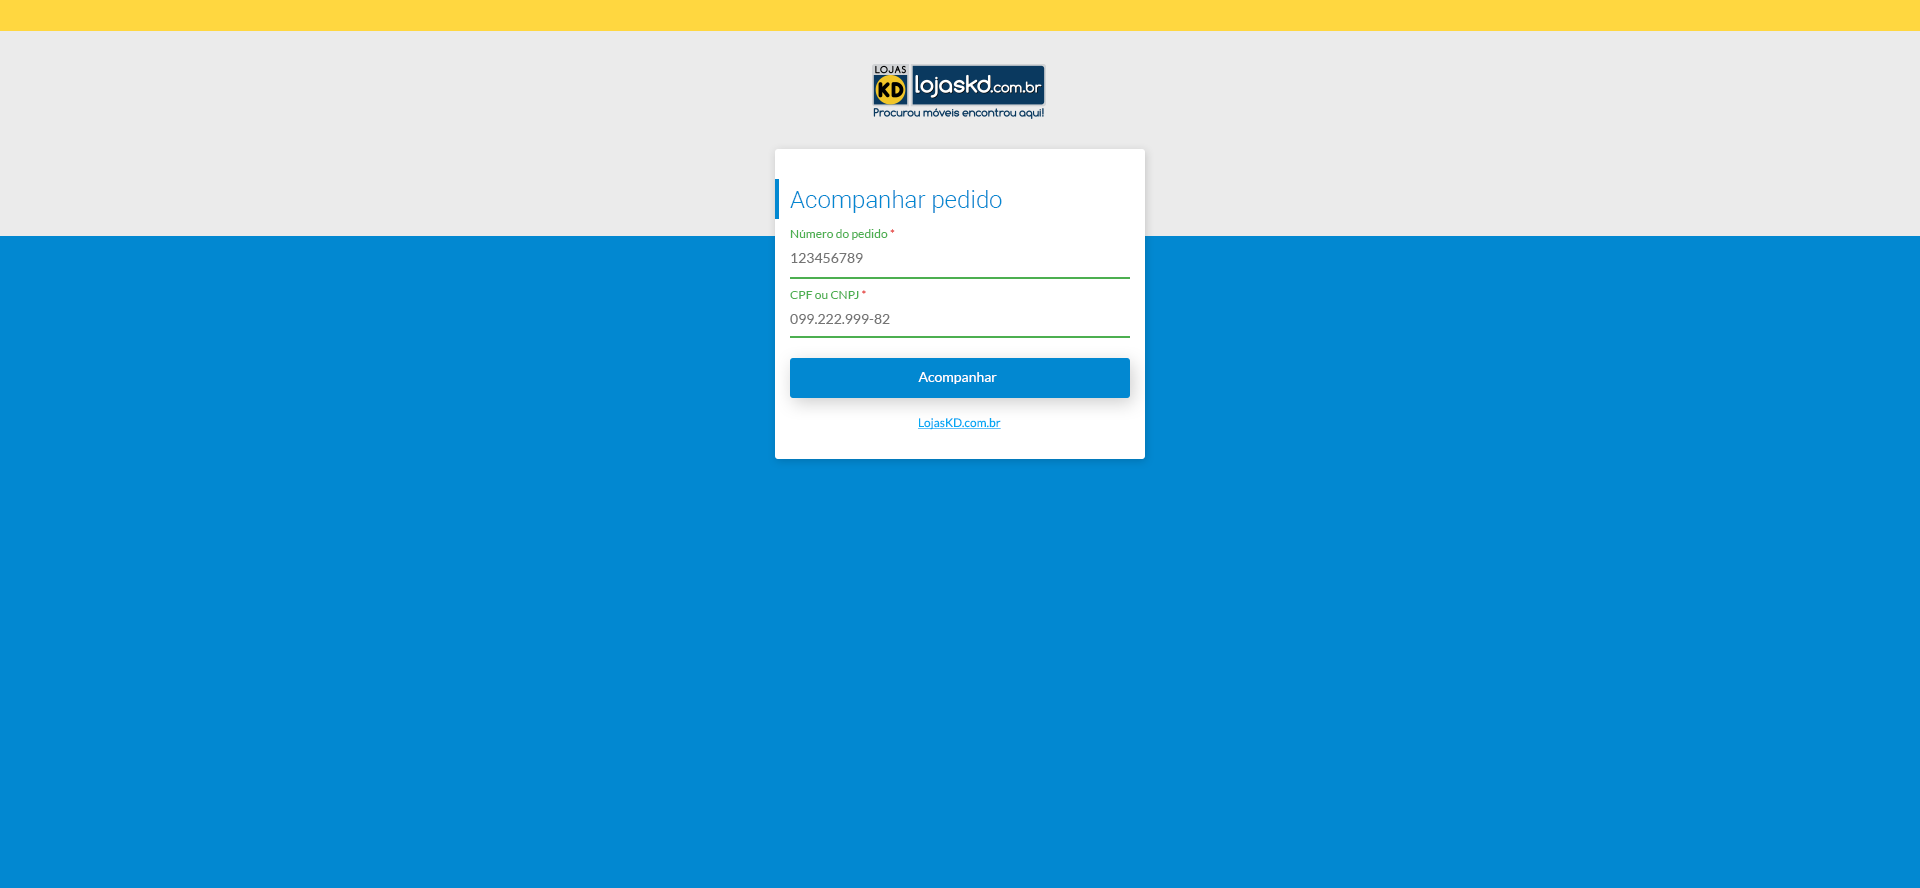 LOJAS
KD
lojaskd.com.br
Procurou móveis encontrou aqui!
Acompanhar pedido
Número do pedido *
123456789
CPF ou CNPJ *
099.222.999-82
Acompanhar
LojasKD.com.br